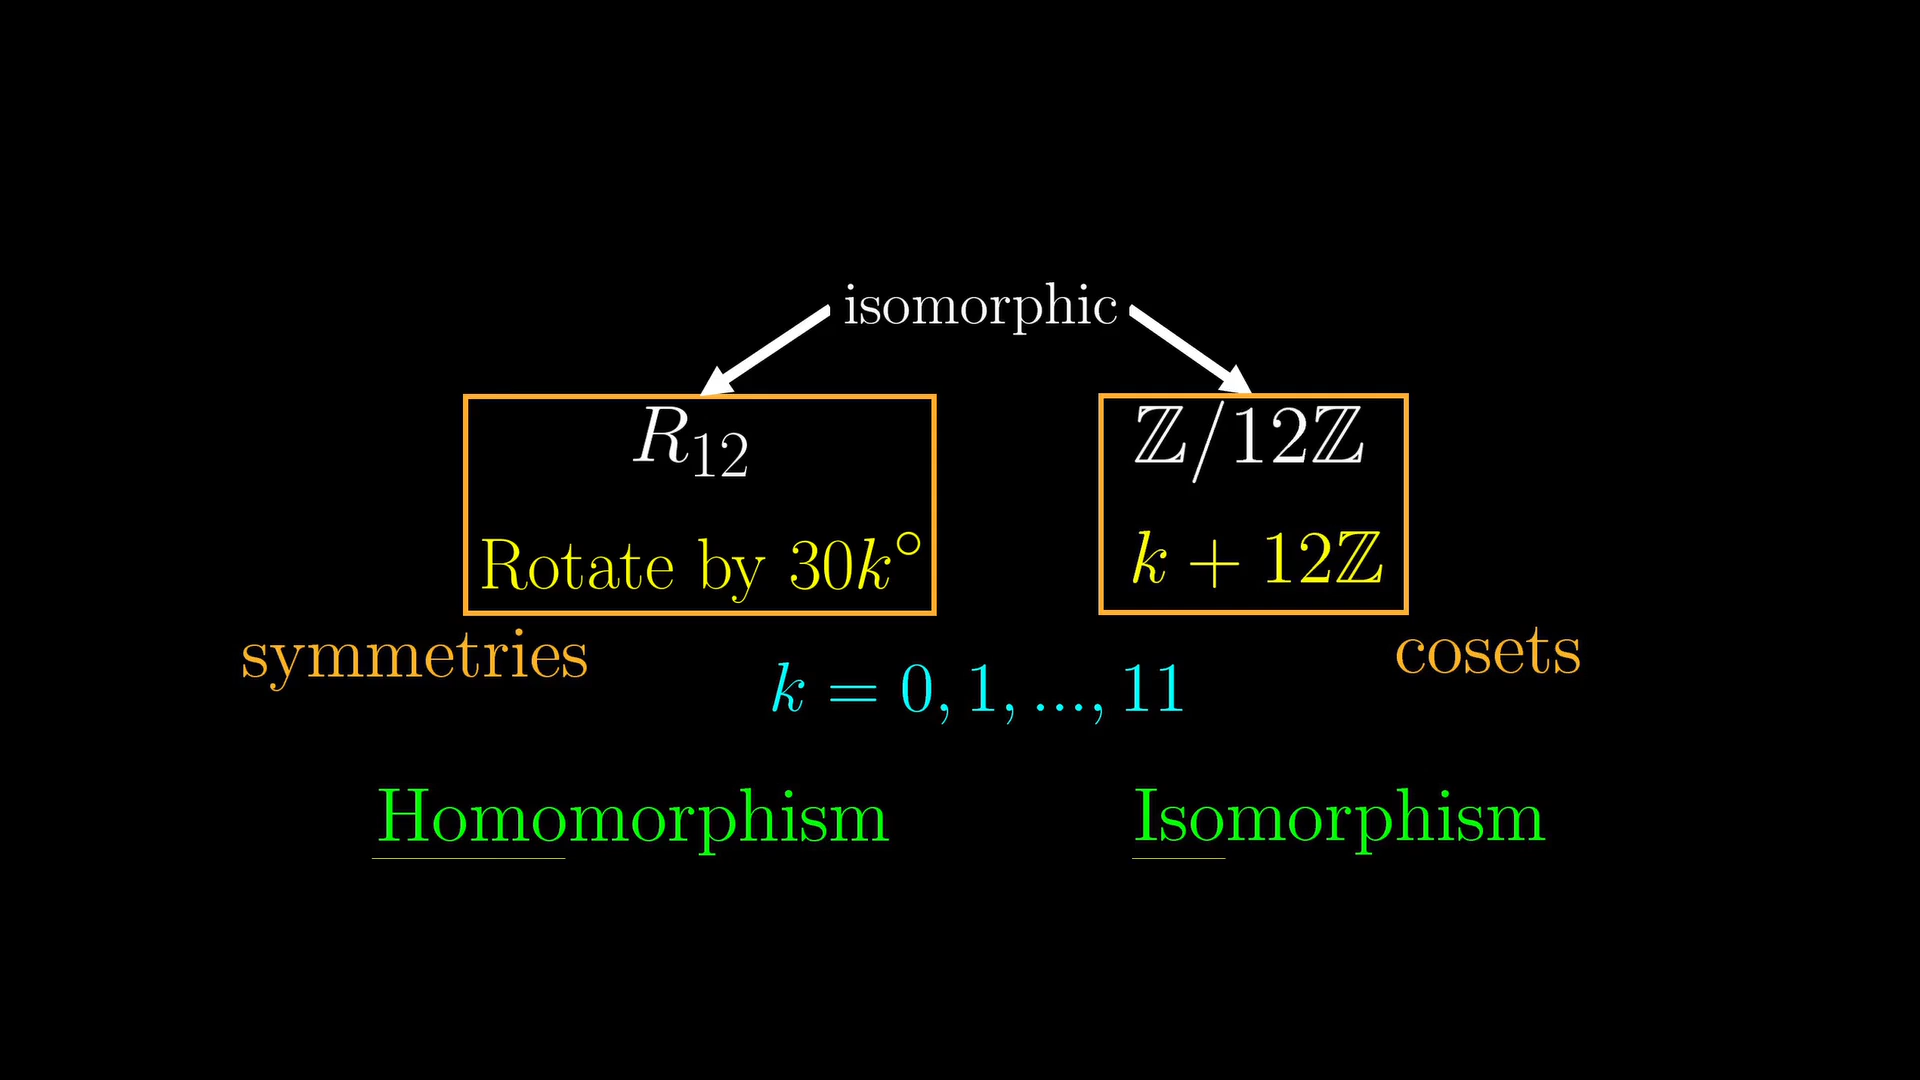 isomorphic
R₁₂
ℤ/12ℤ
Rotate by 30k°
k + 12ℤ
symmetries
cosets
k = 0, 1, ..., 11
Homomorphism
Isomorphism